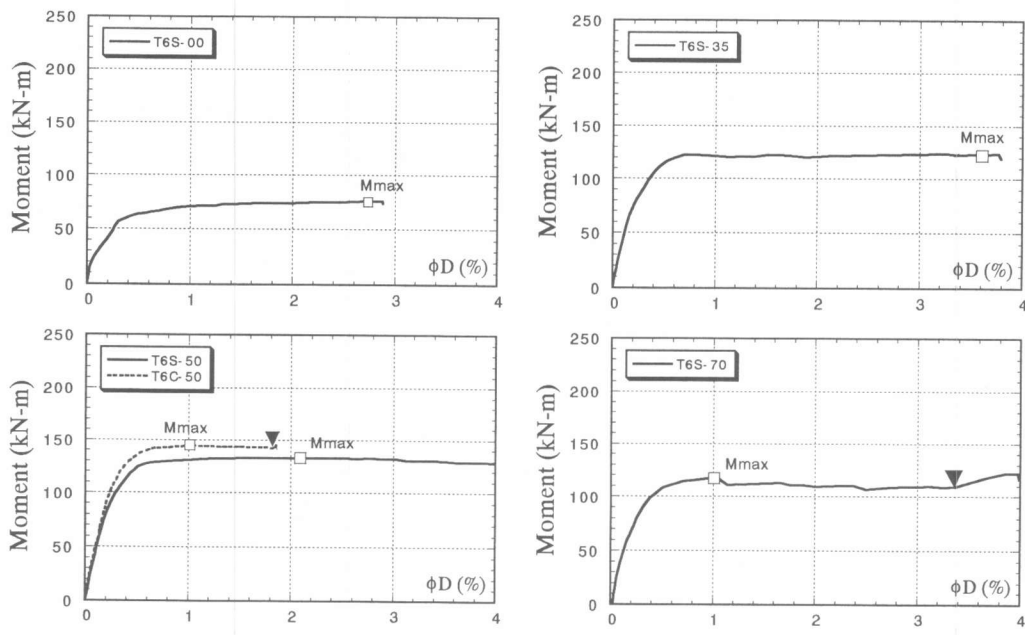 250
200
150
100
50
0
Moment (kN-m)
T6S-00
Mmax
ϕD (%)
0 1 2 3 4
250
200
150
100
50
0
Moment (kN-m)
T6S-35
Mmax
ϕD (%)
0 1 2 3 4
250
200
150
100
50
0
Moment (kN-m)
T6S-50
T6C-50
Mmax
Mmax
ϕD (%)
0 1 2 3 4
250
200
150
100
50
0
Moment (kN-m)
T6S-70
Mmax
ϕD (%)
0 1 2 3 4